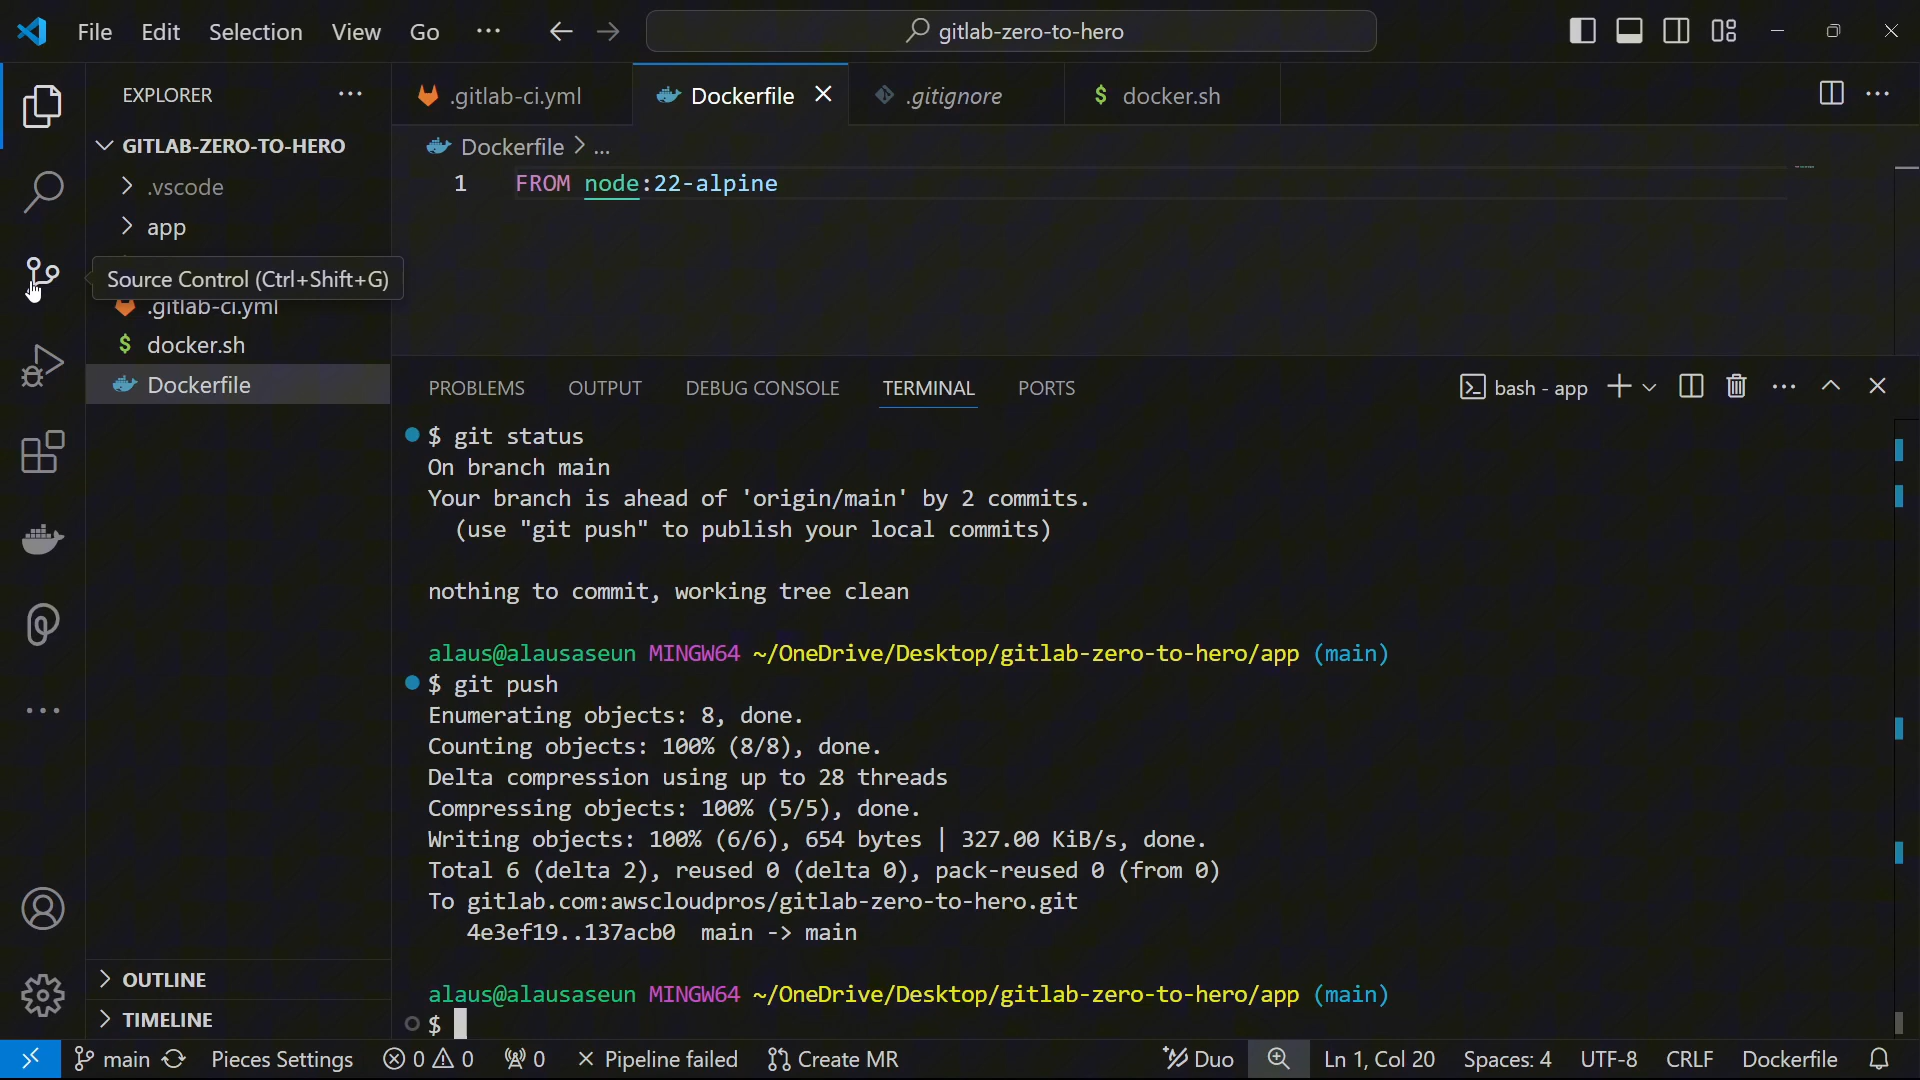 File Edit Selection View Go ··· gitlab-zero-to-hero
EXPLORER ···
GITLAB-ZERO-TO-HERO
.vscode
app
Source Control (Ctrl+Shift+G)
.gitlab-ci.yml
docker.sh
Dockerfile
OUTLINE
TIMELINE
.gitlab-ci.yml Dockerfile .gitignore $ docker.sh
Dockerfile > ...
1 FROM node:22-alpine
PROBLEMS OUTPUT DEBUG CONSOLE TERMINAL PORTS bash - app
$ git status
On branch main
Your branch is ahead of 'origin/main' by 2 commits.
(use "git push" to publish your local commits)
nothing to commit, working tree clean
alaus@alausaseun MINGW64 ~/OneDrive/Desktop/gitlab-zero-to-hero/app (main)
$ git push
Enumerating objects: 8, done.
Counting objects: 100% (8/8), done.
Delta compression using up to 28 threads
Compressing objects: 100% (5/5), done.
Writing objects: 100% (6/6), 654 bytes | 327.00 KiB/s, done.
Total 6 (delta 2), reused 0 (delta 0), pack-reused 0 (from 0)
To gitlab.com:awscloudpros/gitlab-zero-to-hero.git
4e3ef19..137acb0 main -> main
alaus@alausaseun MINGW64 ~/OneDrive/Desktop/gitlab-zero-to-hero/app (main)
$
main Pieces Settings 0 0 0 Pipeline failed Create MR Duo Ln 1, Col 20 Spaces: 4 UTF-8 CRLF Dockerfile